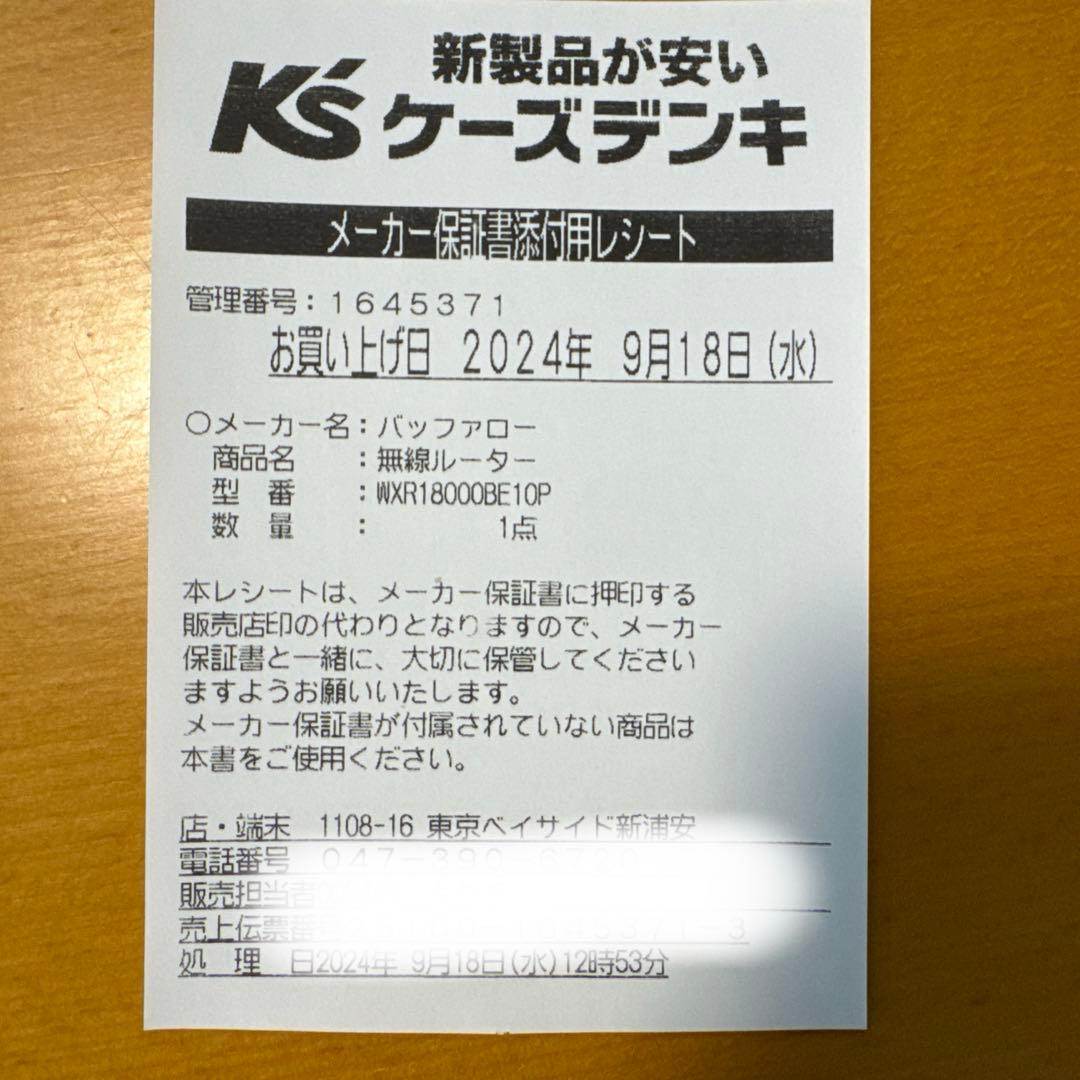 新製品が安い
K's ケーズデンキ
メーカー保証書添付用レシート
管理番号：1645371
お買い上げ日 2024年 9月18日(水)
○メーカー名：バッファロー
商品名 ：無線ルーター
型 番 ：WXR18000BE10P
数 量 ： 1点
本レシートは、メーカー保証書に押印する
販売店印の代わりとなりますので、メーカー
保証書と一緒に、大切に保管してください
ますようお願いいたします。
メーカー保証書が付属されていない商品は
本書をご使用ください。
店・端末 1108-16 東京ベイサイド新浦安
電話番号
販売担当者
売上伝票番 3
処 理 日2024年 9月18日(水)12時53分